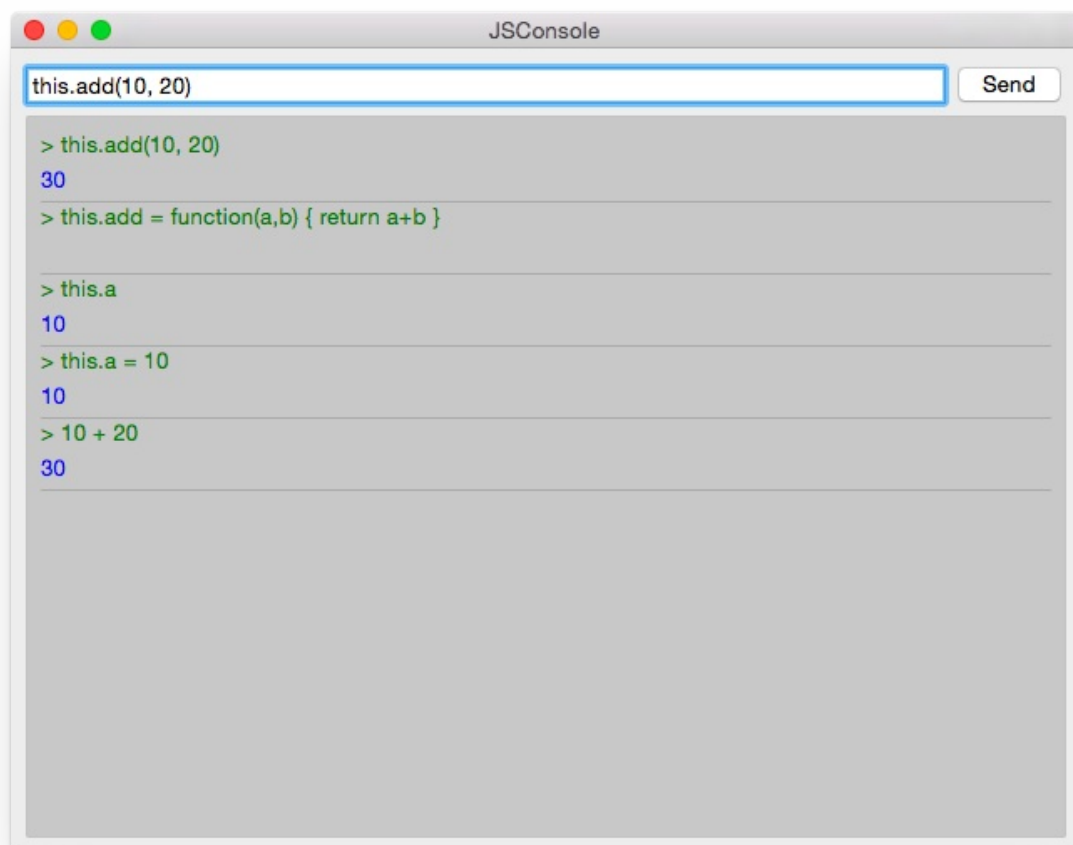 JSConsole
this.add(10, 20)
Send
> this.add(10, 20)
30
> this.add = function(a,b) { return a+b }
> this.a
10
> this.a = 10
10
> 10 + 20
30